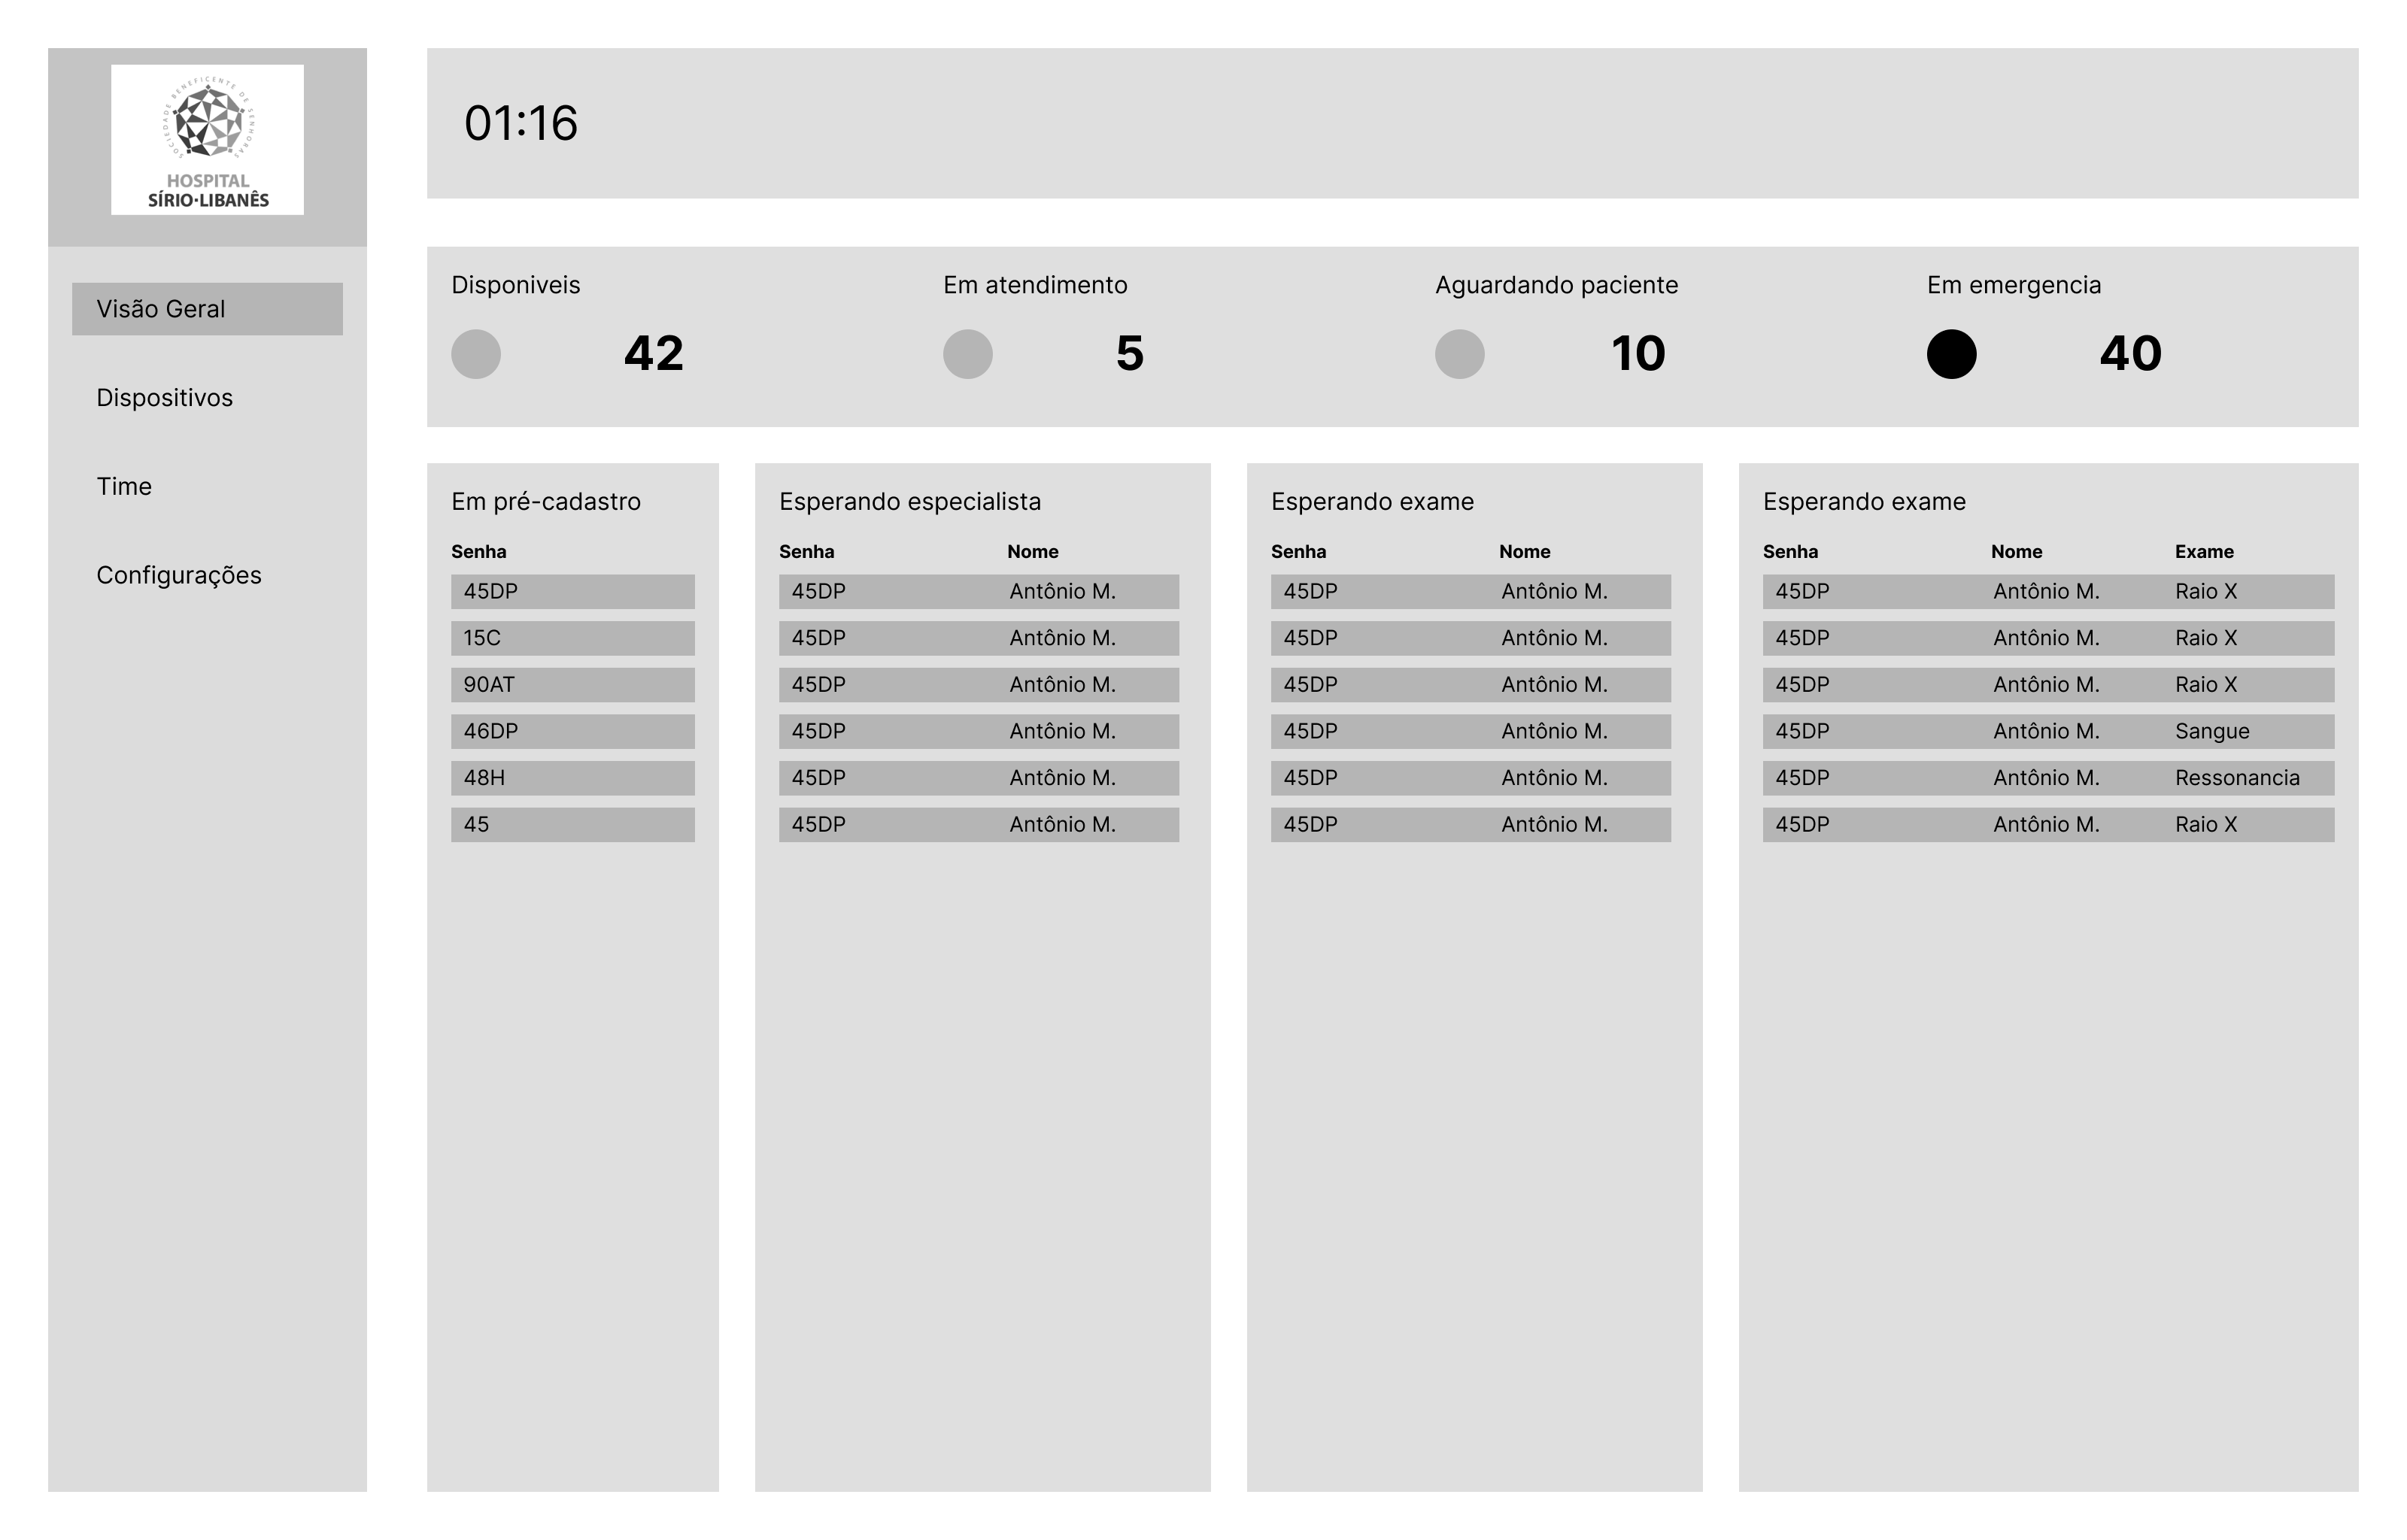 SOCIEDADE BENEFICENTE DE SENHORAS
HOSPITAL
SÍRIO·LIBANÊS
Visão Geral
Dispositivos
Time
Configurações
01:16
Disponiveis Em atendimento Aguardando paciente Em emergencia
42 5 10 40
Em pré-cadastro
Senha
45DP
15C
90AT
46DP
48H
45
Esperando especialista
Senha Nome
45DP Antônio M.
45DP Antônio M.
45DP Antônio M.
45DP Antônio M.
45DP Antônio M.
45DP Antônio M.
Esperando exame
Senha Nome
45DP Antônio M.
45DP Antônio M.
45DP Antônio M.
45DP Antônio M.
45DP Antônio M.
45DP Antônio M.
Esperando exame
Senha Nome Exame
45DP Antônio M. Raio X
45DP Antônio M. Raio X
45DP Antônio M. Raio X
45DP Antônio M. Sangue
45DP Antônio M. Ressonancia
45DP Antônio M. Raio X